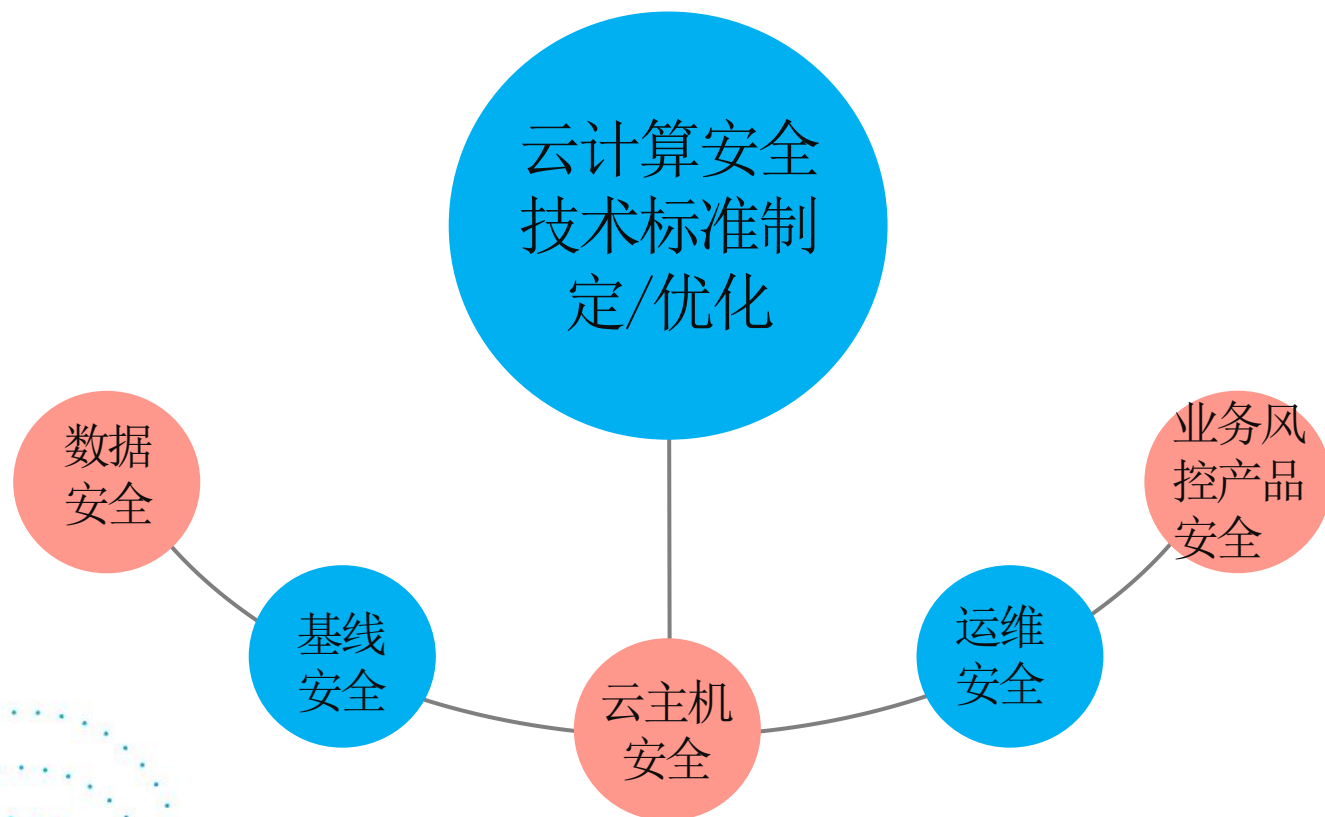 云计算安全
技术标准制
定/优化
数据
安全
基线
安全
云主机
安全
运维
安全
业务风
控产品
安全